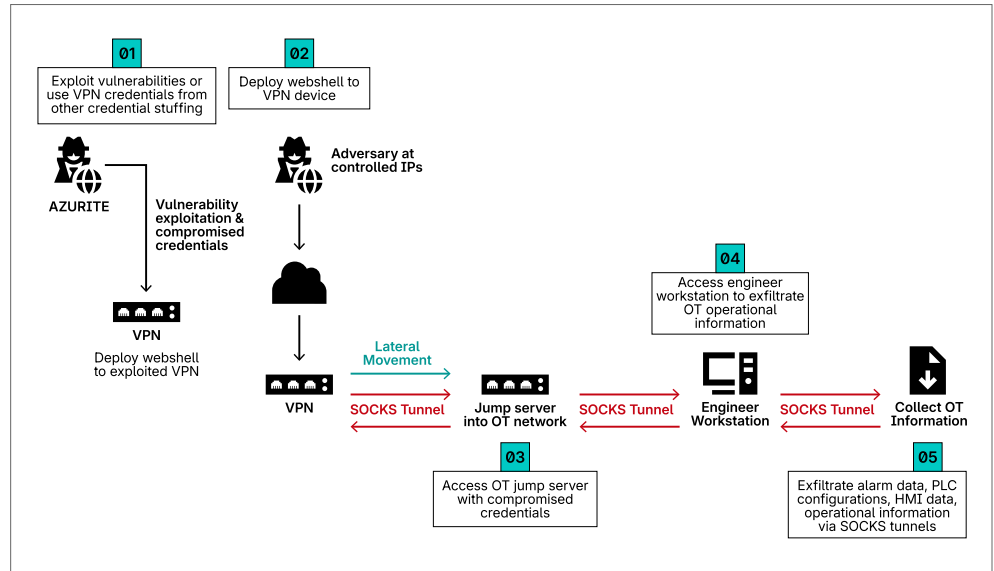 01
Exploit vulnerabilities or
use VPN credentials from
other credential stuffing
02
Deploy webshell to
VPN device
AZURITE
Vulnerability
exploitation &
compromised
credentials
VPN
Deploy webshell
to exploited VPN
Adversary at
controlled IPs
VPN
Lateral
Movement
SOCKS Tunnel
Jump server
into OT network
03
Access OT jump server
with compromised
credentials
SOCKS Tunnel
04
Access engineer
workstation to exfiltrate
OT operational
information
Engineer
Workstation
SOCKS Tunnel
Collect OT
Information
05
Exfiltrate alarm data, PLC
configurations, HMI data,
operational information
via SOCKS tunnels